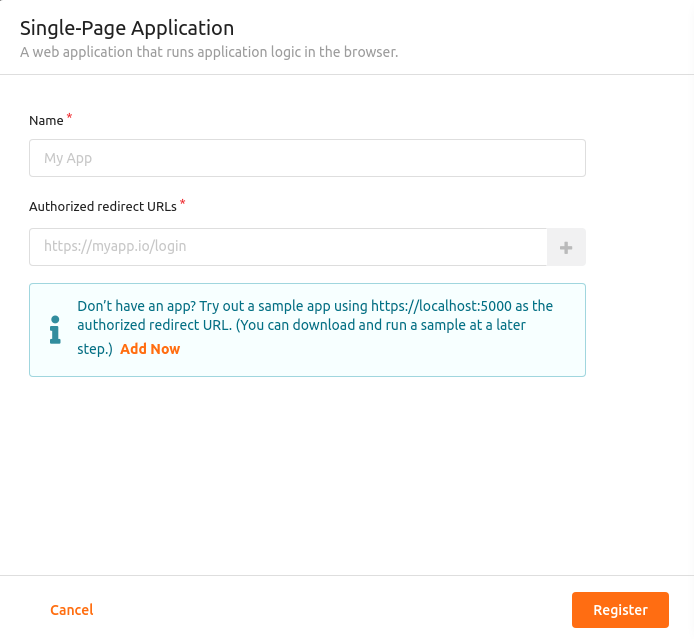 Single-Page Application
A web application that runs application logic in the browser.
Name *
My App
Authorized redirect URLs *
https://myapp.io/login
Don’t have an app? Try out a sample app using https://localhost:5000 as the
authorized redirect URL. (You can download and run a sample at a later
step.) Add Now
Cancel
Register